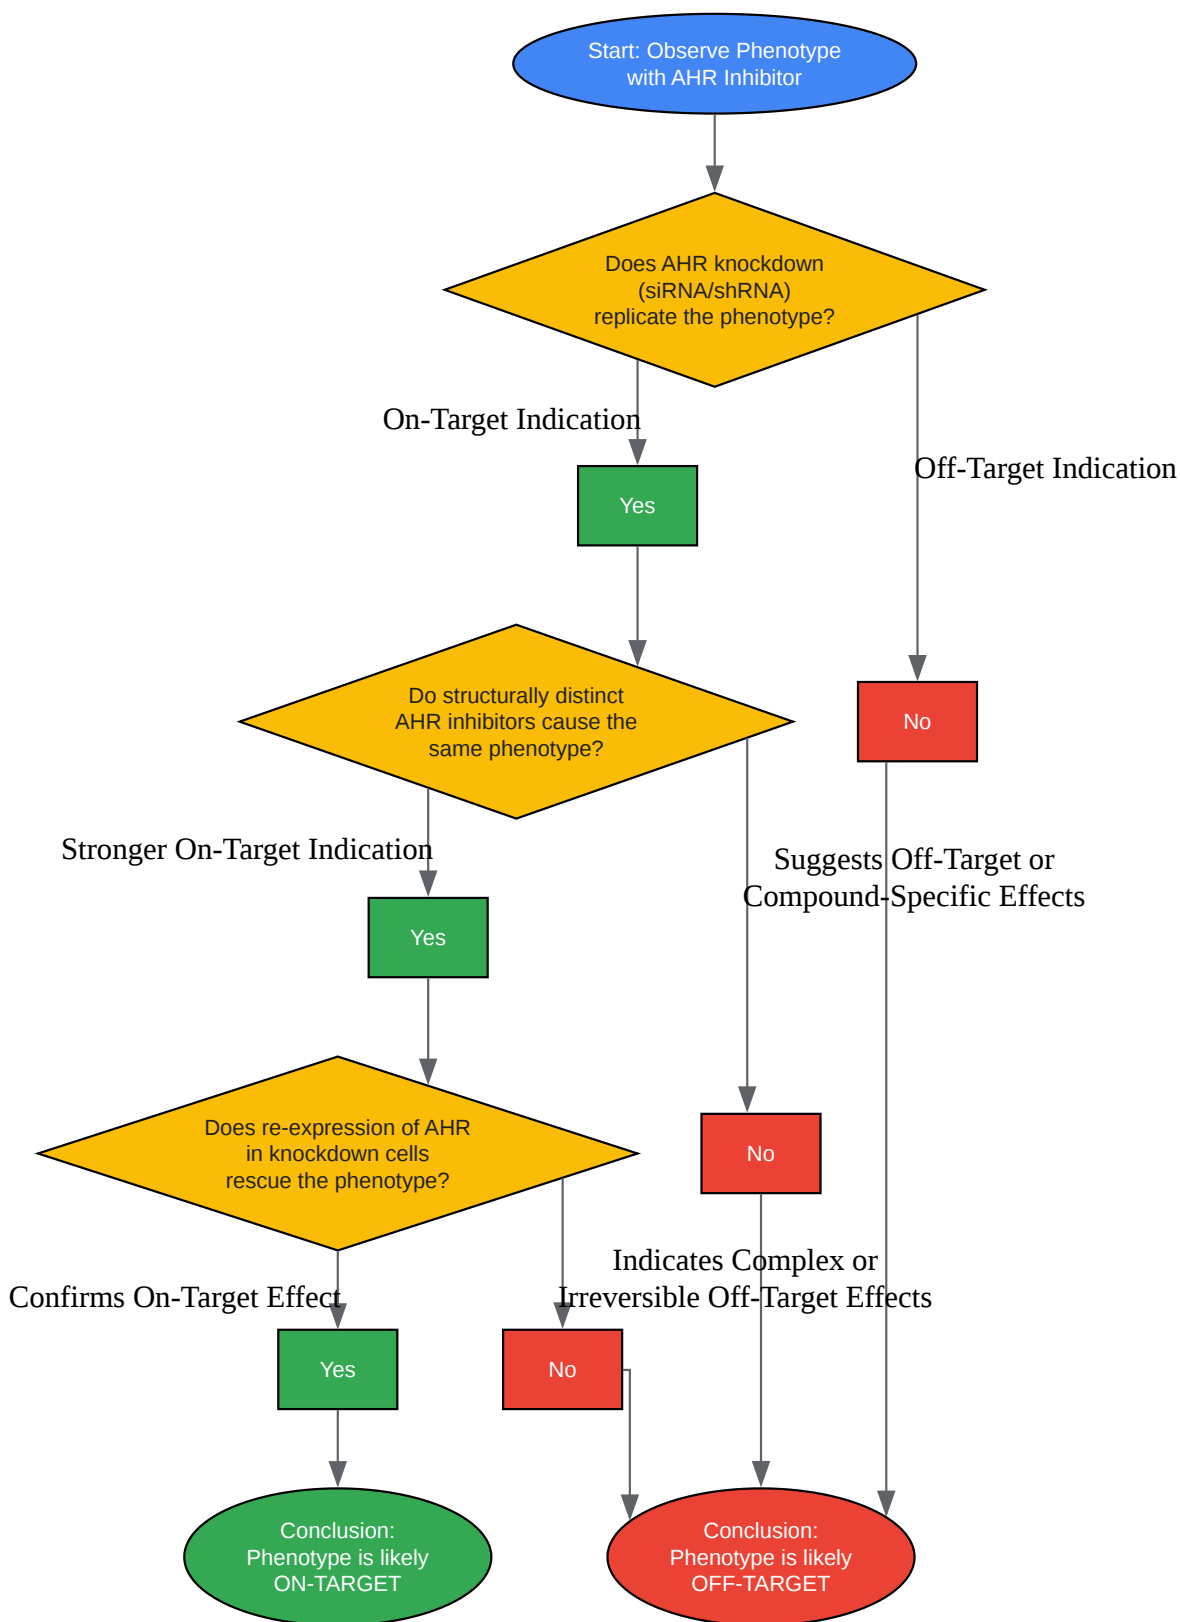 Start: Observe Phenotype
with AHR Inhibitor
Does AHR knockdown
(siRNA/shRNA)
replicate the phenotype?
On-Target Indication
Off-Target Indication
Yes
Do structurally distinct
AHR inhibitors cause the
same phenotype?
No
Stronger On-Target Indication
Suggests Off-Target or
Compound-Specific Effects
Yes
Does re-expression of AHR
in knockdown cells
rescue the phenotype?
No
Confirms On-Target Effect
Indicates Complex or
Irreversible Off-Target Effects
Yes
No
Conclusion:
Phenotype is likely
ON-TARGET
Conclusion:
Phenotype is likely
OFF-TARGET